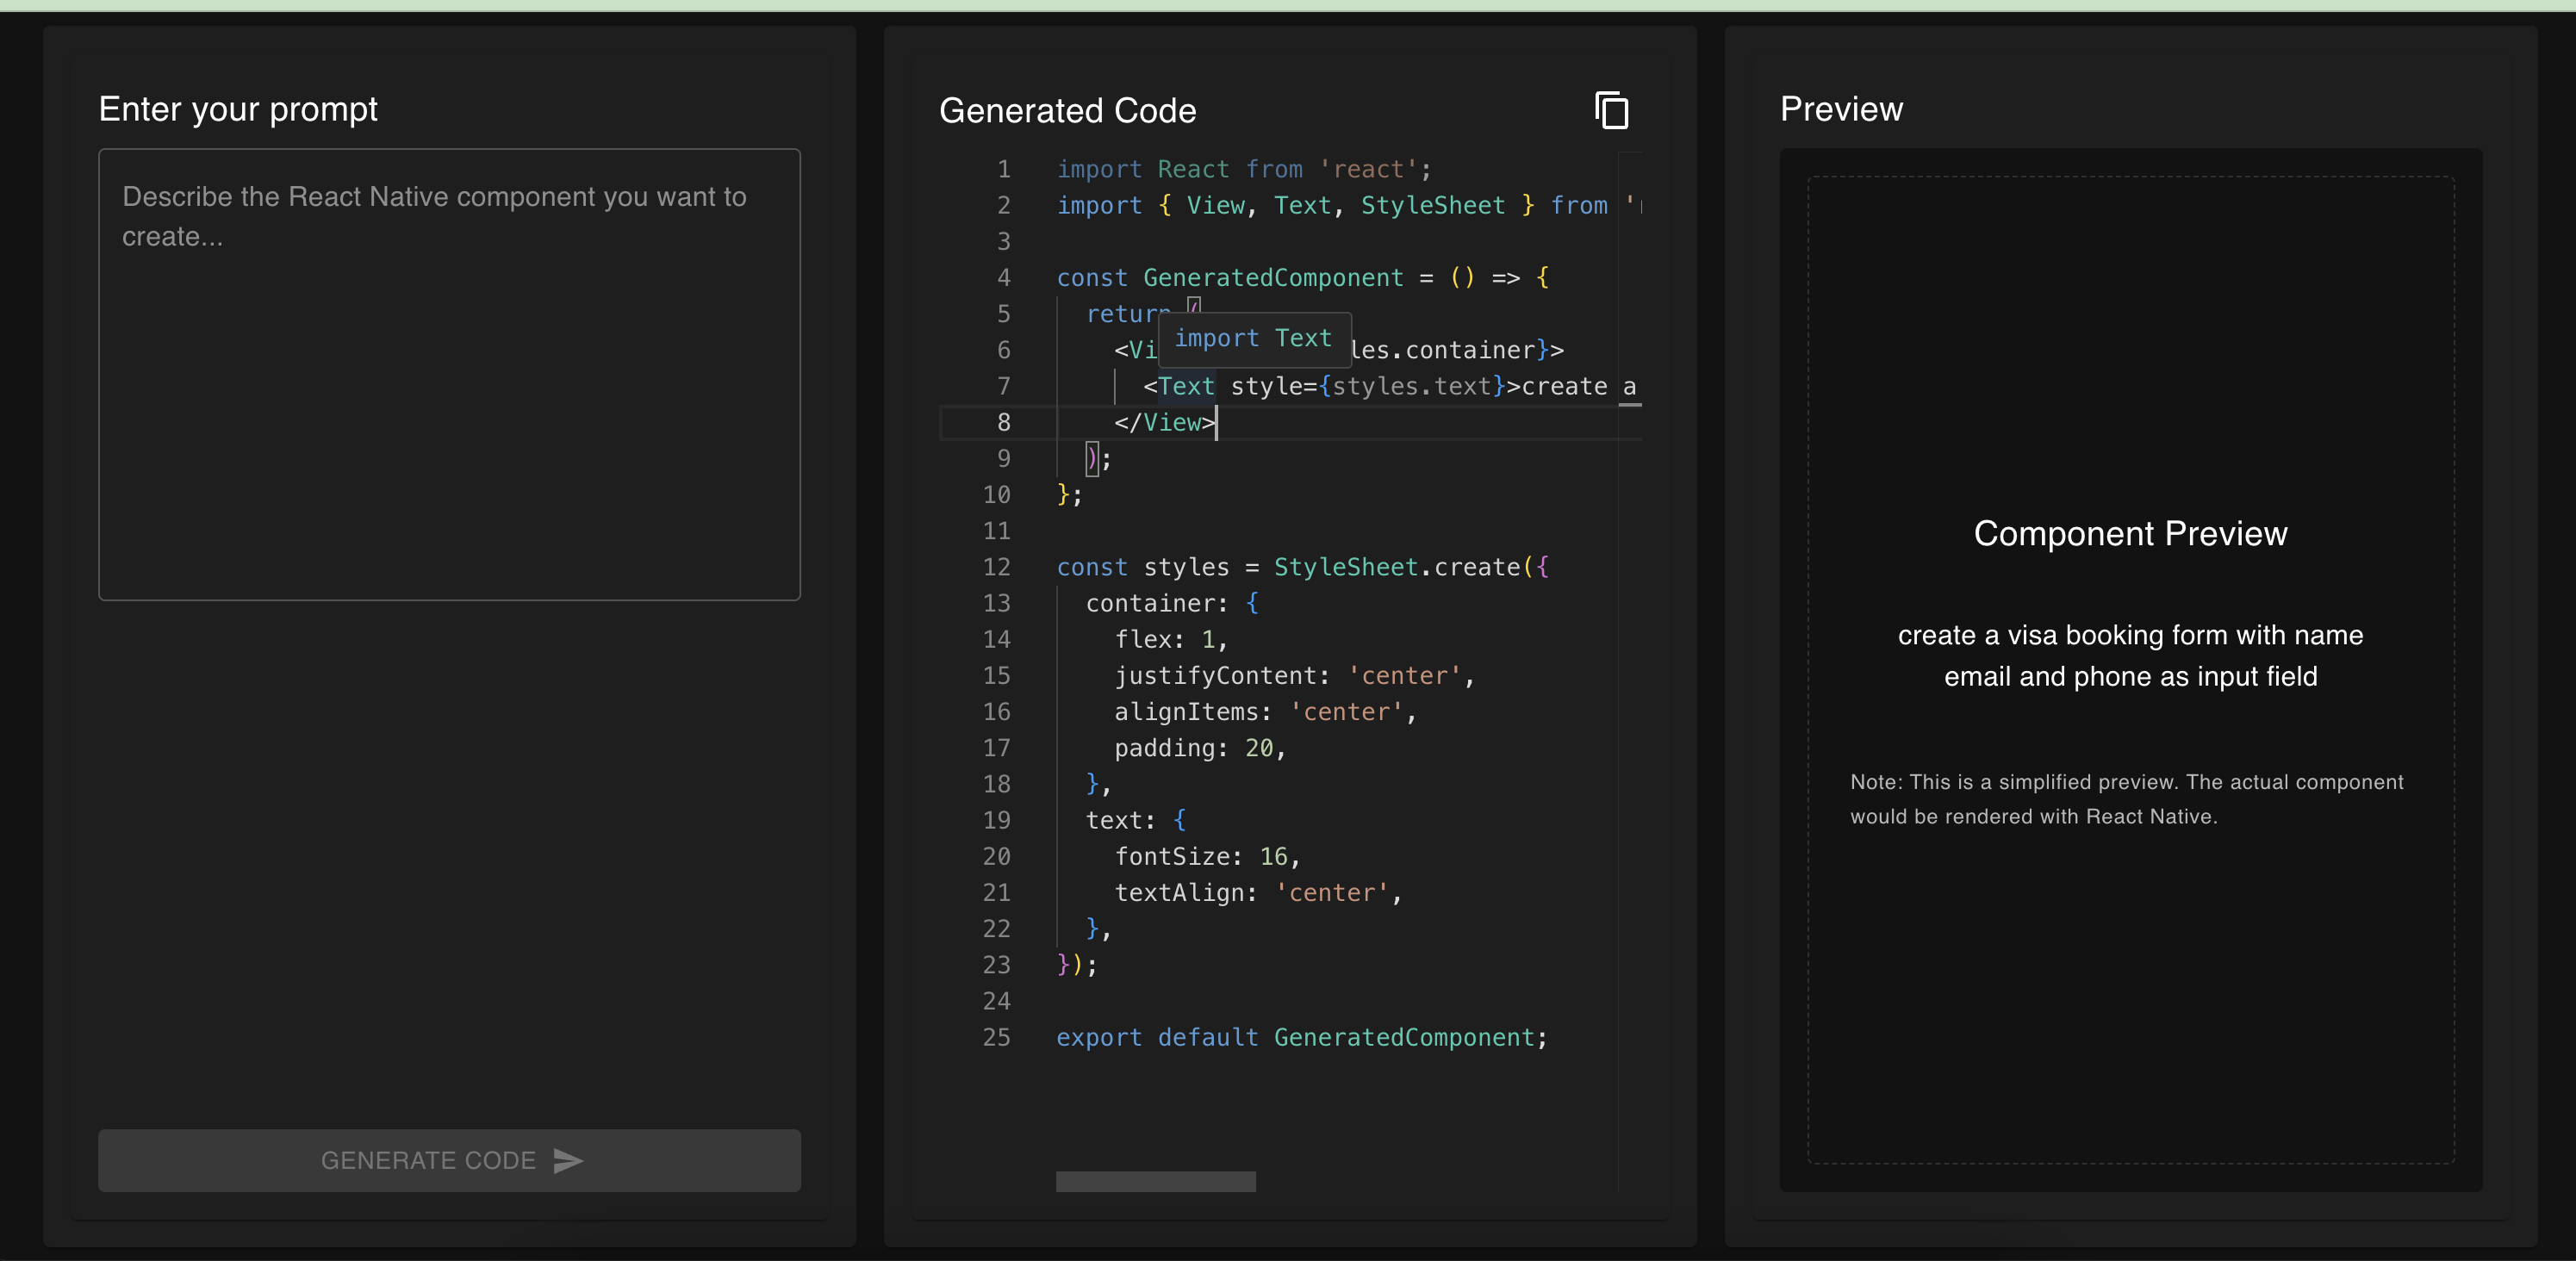 Enter your prompt
Describe the React Native component you want to
create...
GENERATE CODE
Generated Code
1 import React from 'react';
2 import { View, Text, StyleSheet } from '
3
4 const GeneratedComponent = () => {
5 return (
import Text
6 <Vi les.container}>
7 <Text style={styles.text}>create a
8 </View>
9 );
10 };
11
12 const styles = StyleSheet.create({
13 container: {
14 flex: 1,
15 justifyContent: 'center',
16 alignItems: 'center',
17 padding: 20,
18 },
19 text: {
20 fontSize: 16,
21 textAlign: 'center',
22 },
23 });
24
25 export default GeneratedComponent;
Preview
Component Preview
create a visa booking form with name
email and phone as input field
Note: This is a simplified preview. The actual component
would be rendered with React Native.